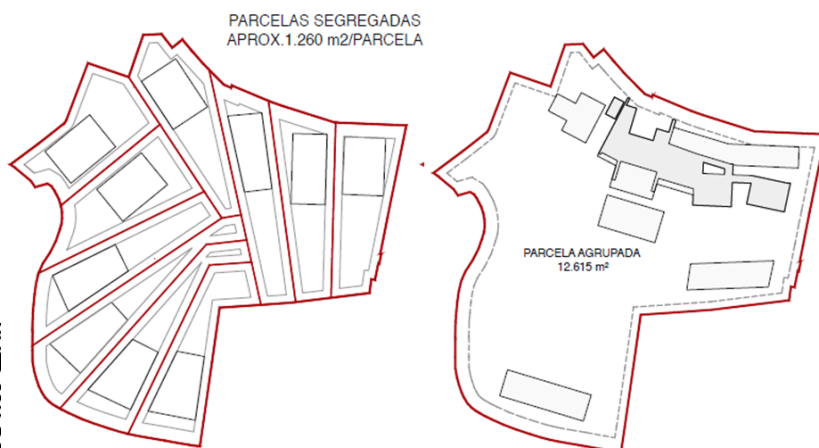 PARCELAS SEGREGADAS
APROX.1.260 m2/PARCELA
PARCELA AGRUPADA
12.615 m²